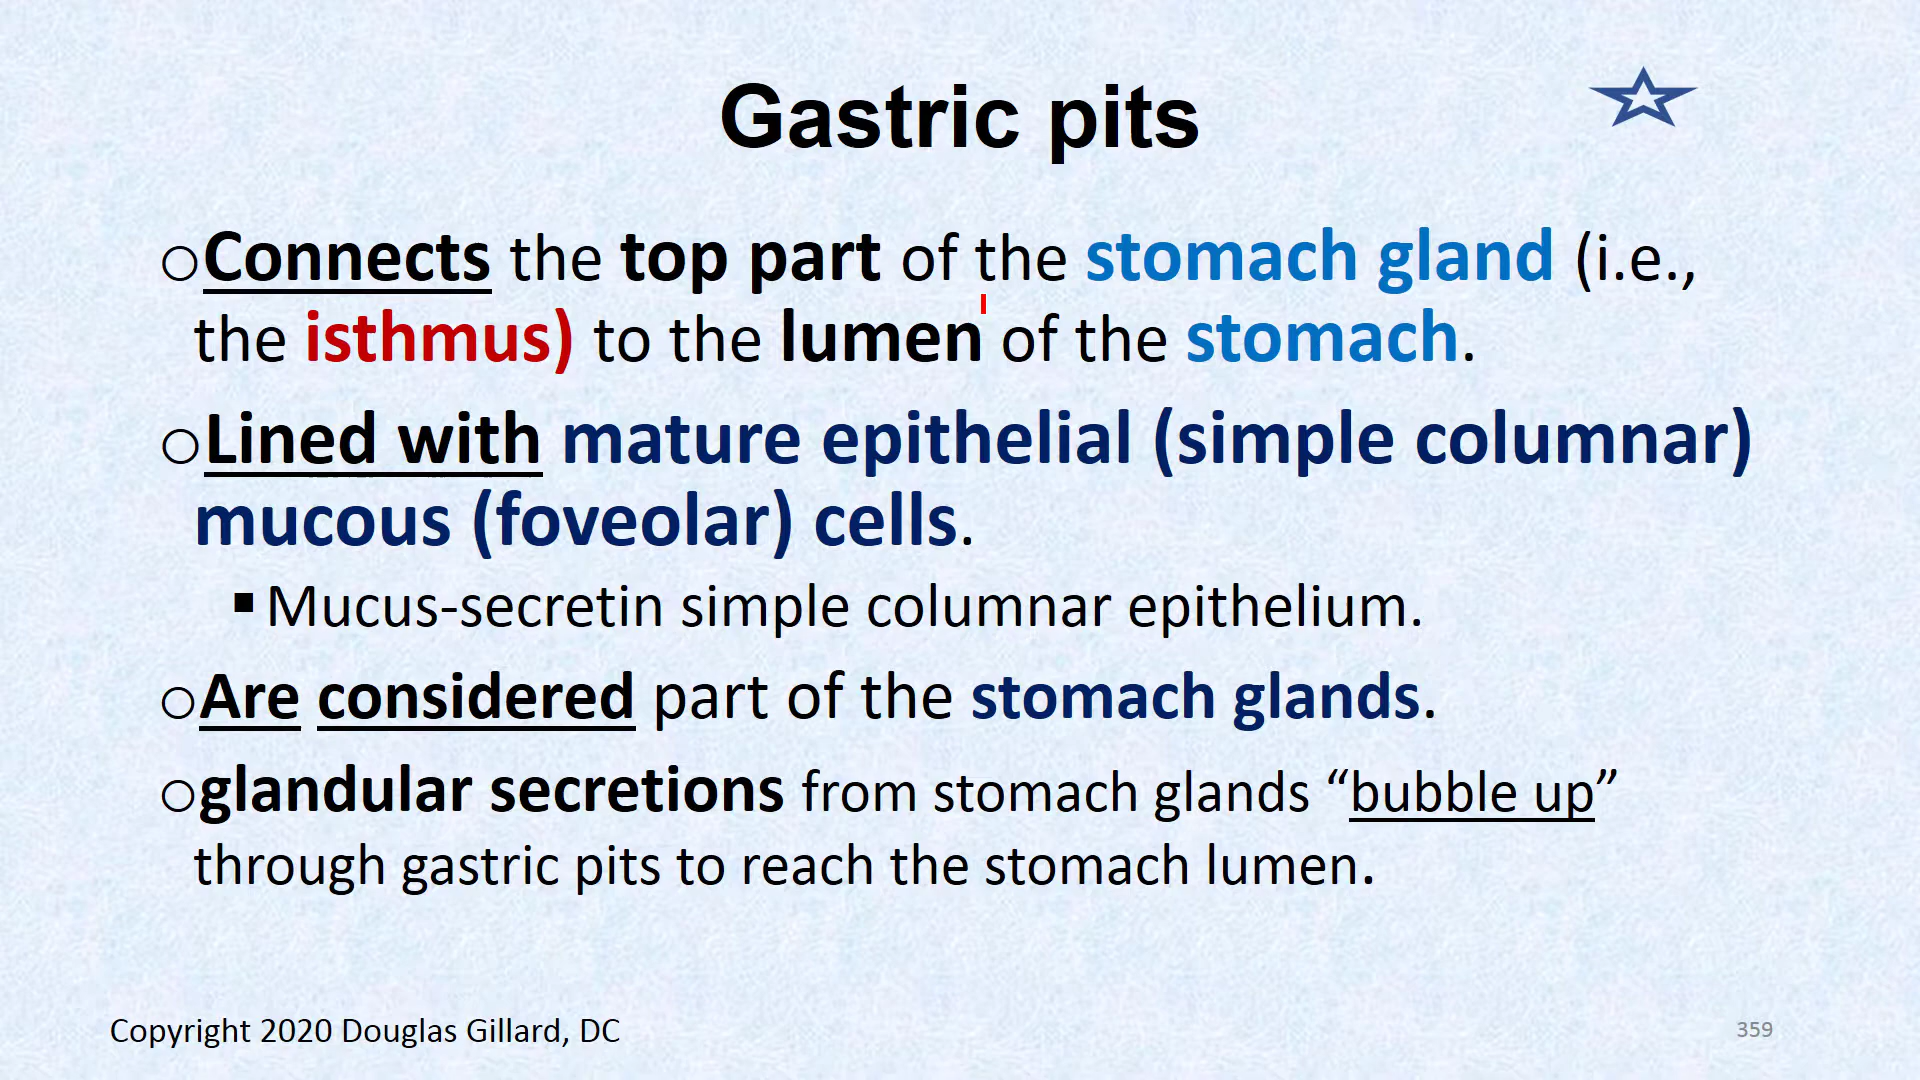 Gastric pits
oConnects the top part of the stomach gland (i.e.,
the isthmus) to the lumen of the stomach.
oLined with mature epithelial (simple columnar)
mucous (foveolar) cells.
▪Mucus-secretin simple columnar epithelium.
oAre considered part of the stomach glands.
oglandular secretions from stomach glands “bubble up”
through gastric pits to reach the stomach lumen.
Copyright 2020 Douglas Gillard, DC
359